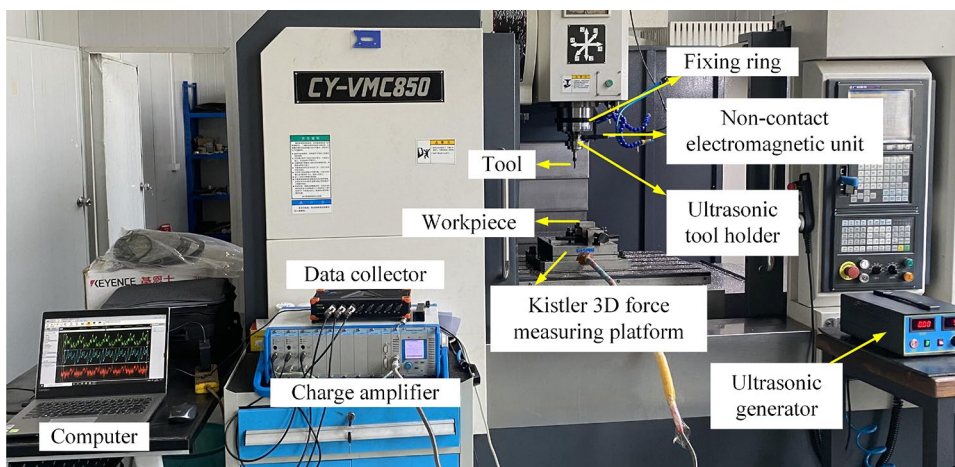 CY-VMC850
Fixing ring
Non-contact
electromagnetic unit
Tool
Workpiece
Ultrasonic
tool holder
Data collector
KEYENCE 基恩士
Kistler 3D force
measuring platform
Charge amplifier
Ultrasonic
generator
Computer